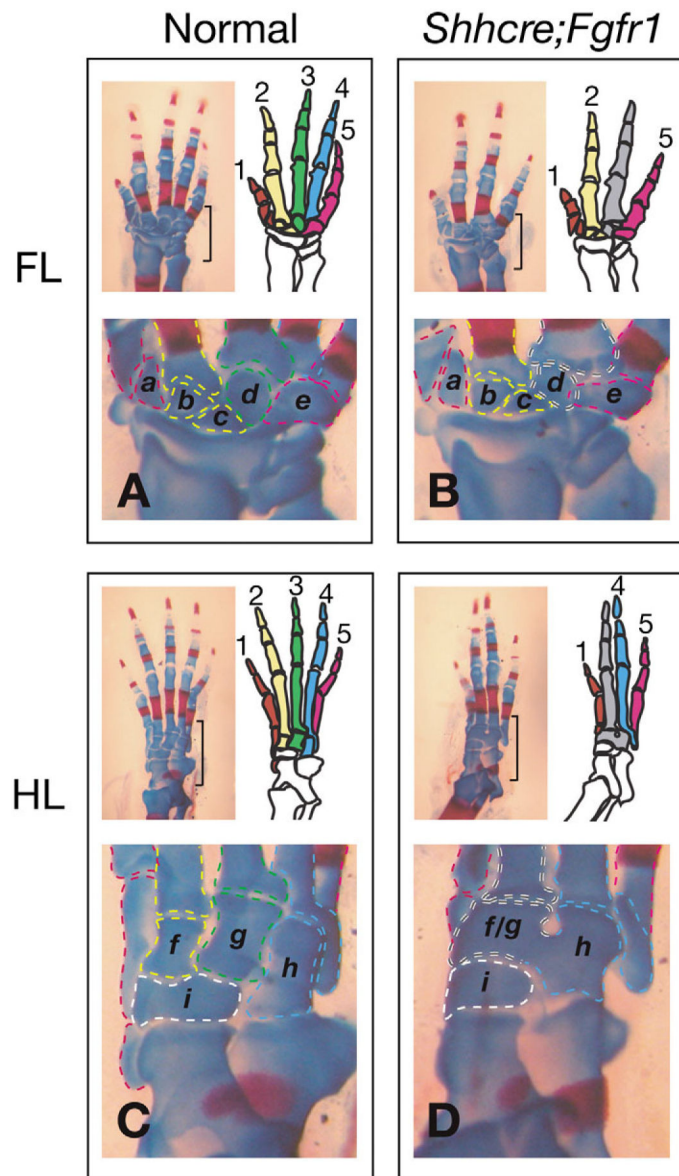 Normal
Shhcre;Fgfr1
FL
1 2 3 4 5
a b c d e
A
1 2 5
a b c d e
B
HL
1 2 3 4 5
f g h i
C
1 4 5
f/g h i
D